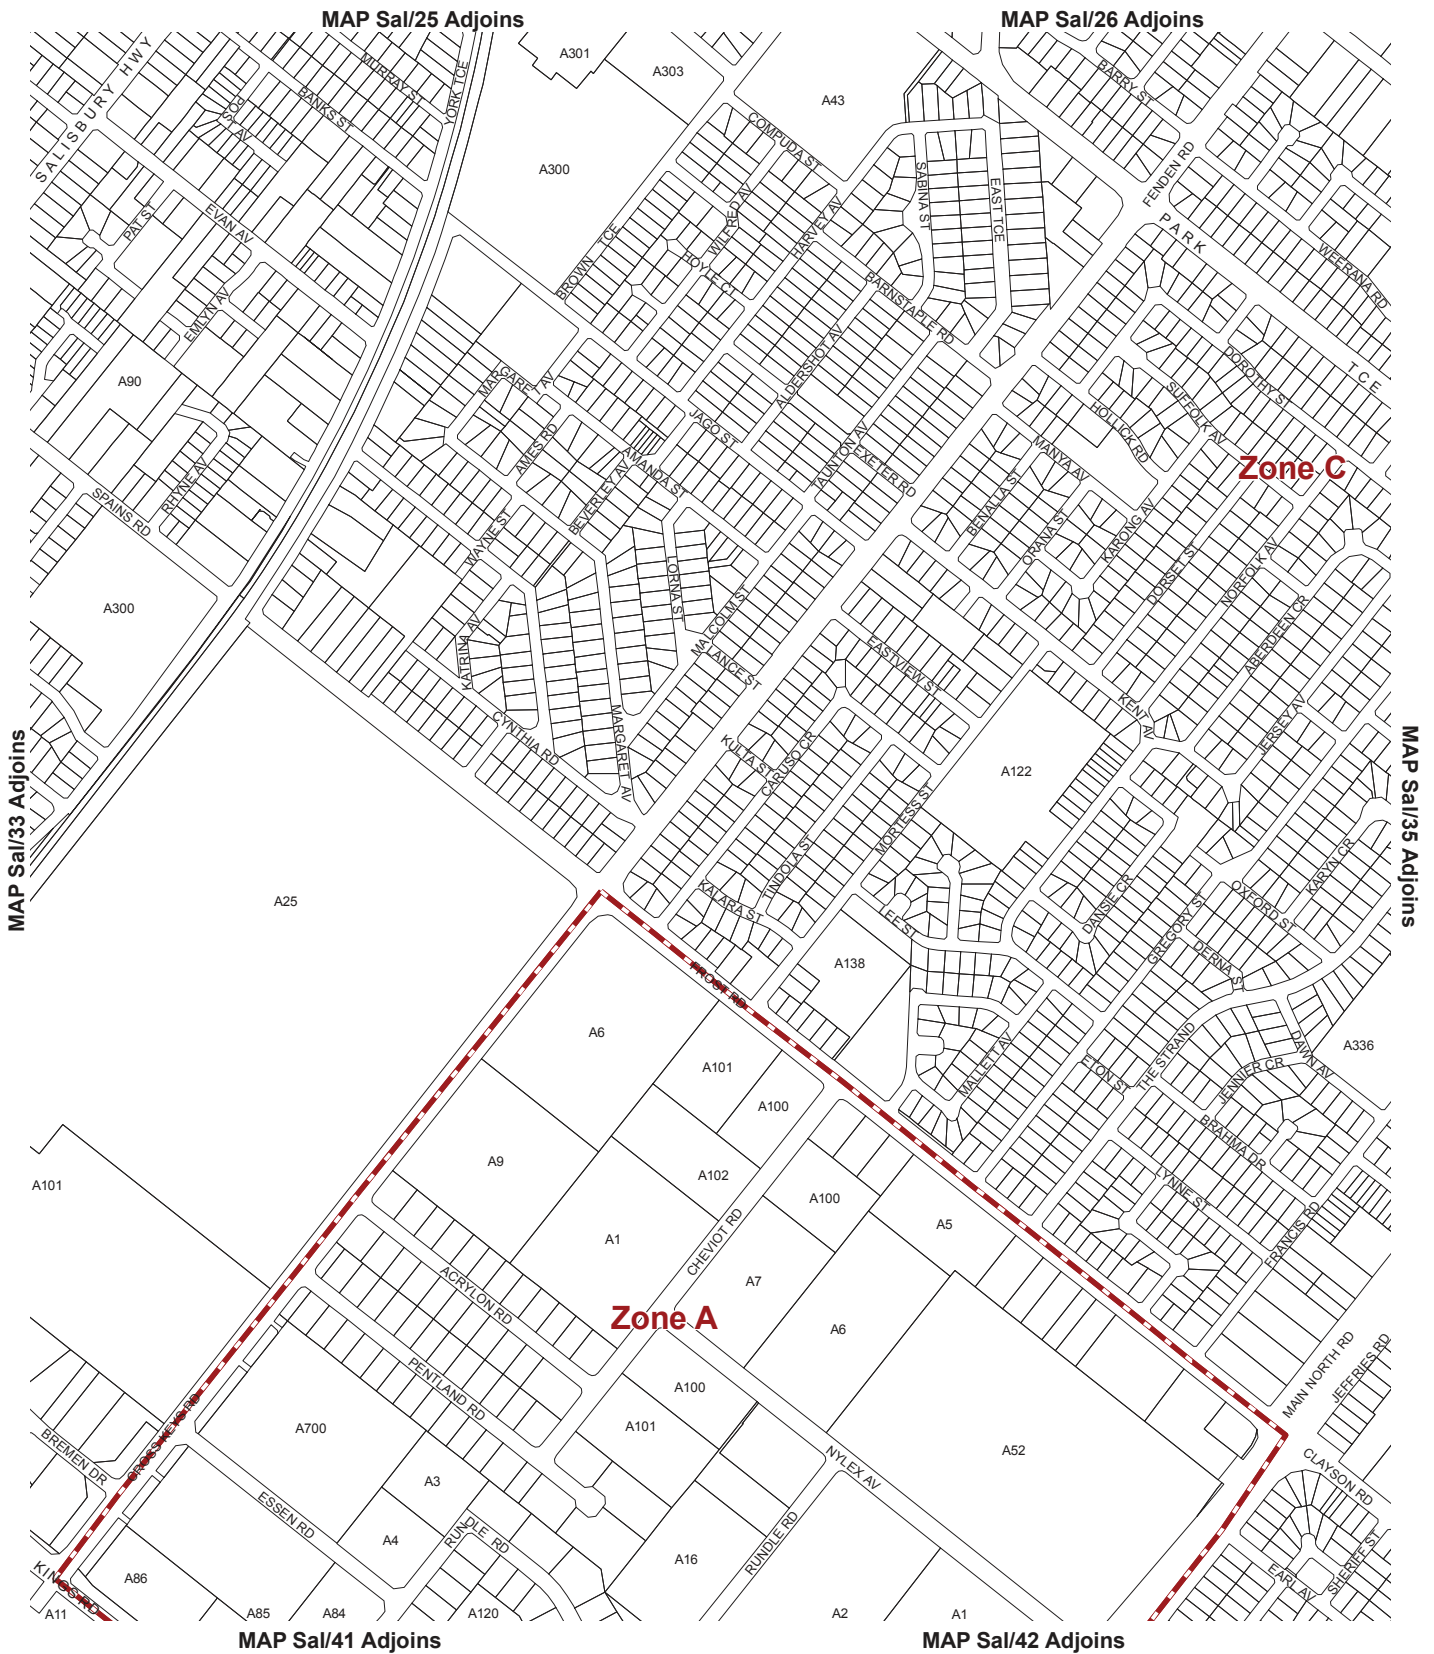 MAP Sal/25 Adjoins
MAP Sal/26 Adjoins
SALISBURY HWY
MURRAY ST
BANKS ST
YORK TCE
POST AV
PAT ST
EVAN AV
EMLYN AV
A301
A303
A43
A300
COMPUDA ST
BARRY ST
FENDEN RD
PARK TCE
WEERANA RD
SABINA ST
EAST TCE
WILFRED AV
HARVEY AV
HOYLE CT
BROWN TCE
BARNSTAPLE RD
ALDERSHOT AV
DOROTHY ST
SUFFOLK AV
HOLLICK RD
A90
MARGARET AV
JAGO ST
AMES RD
AMANDA ST
BEVERLEY AV
TAUNTON AV
EXETER RD
MANYA AV
Zone C
RHYNE AV
SPAINS RD
WAYNE ST
BENALLA ST
ORANA ST
KARONG AV
DORSET ST
NORFOLK AV
A300
LORNA ST
MALCOLM ST
LANCE ST
KATRINA AV
EASTVIEW ST
ABERDEEN CR
CYNTHIA RD
MARGARET AV
KULTA ST
CARUSO CR
KENT AV
JERSEY AV
MAP Sal/33 Adjoins
MAP Sal/35 Adjoins
A122
MORTESS ST
TINDOLA ST
KALARA ST
KARYN CR
OXFORD ST
A25
LEE ST
DANSIE CR
GREGORY ST
DERNA ST
FROST RD
A138
A6
A101
A100
MALLETT AV
ETON ST
THE STRAND
JENNIER CR
DAWN AV
A336
BRAHMA DR
A9
A102
A101
A100
A5
LYNNE ST
FRANCIS RD
A1
CHEVIOT RD
A7
ACRYLON RD
Zone A
A6
PENTLAND RD
A100
A101
MAIN NORTH RD
JEFFRIES RD
A700
CROSS KEYS RD
BREMEN DR
A52
NYLEX AV
CLAYSON RD
A3
ESSEN RD
RUNDLE RD
A4
A16
RUNDLE RD
SHERIFF ST
EARL AV
KINGS RD
A86
A11
A85
A84
A120
A2
A1
MAP Sal/41 Adjoins
MAP Sal/42 Adjoins